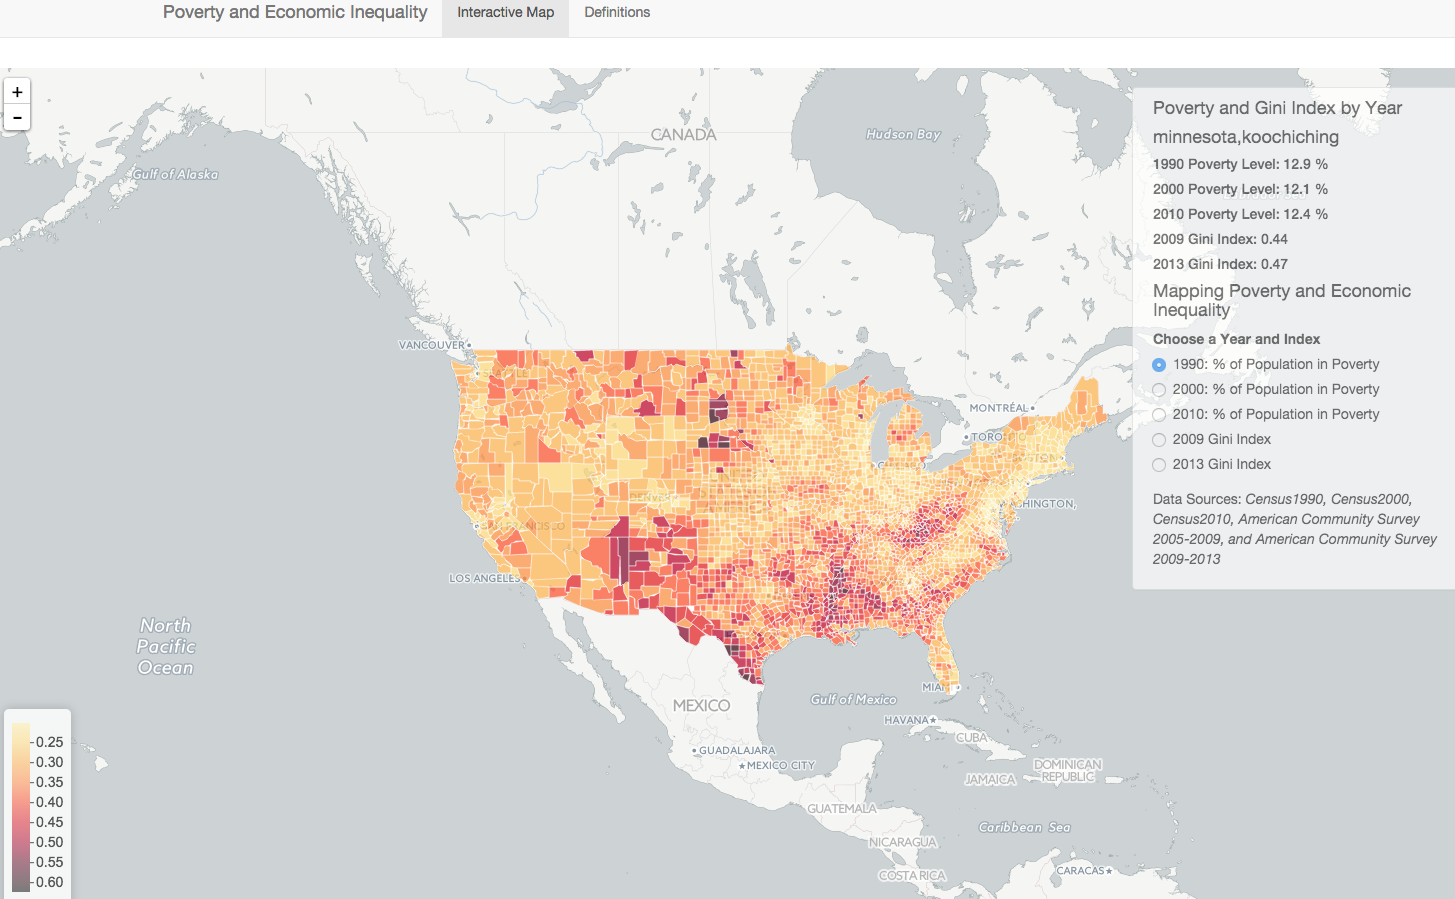 Poverty and Economic Inequality
Interactive Map
Definitions
+
-
CANADA
Hudson Bay
Gulf of Alaska
Poverty and Gini Index by Year
minnesota,koochiching
1990 Poverty Level: 12.9 %
2000 Poverty Level: 12.1 %
2010 Poverty Level: 12.4 %
2009 Gini Index: 0.44
2013 Gini Index: 0.47
Mapping Poverty and Economic
Inequality
Choose a Year and Index
1990: % of Population in Poverty
2000: % of Population in Poverty
2010: % of Population in Poverty
2009 Gini Index
2013 Gini Index
Data Sources: Census1990, Census2000,
Census2010, American Community Survey
2005-2009, and American Community Survey
2009-2013
VANCOUVER
SEATTLE
MONTRÉAL
TORONTO
BOSTON
CHICAGO
DENVER
WASHINGTON,
SAN FRANCISCO
LOS ANGELES
North
Pacific
Ocean
MIAMI
Gulf of Mexico
MEXICO
HAVANA
CUBA
GUADALAJARA
MEXICO CITY
DOMINICAN
REPUBLIC
JAMAICA
GUATEMALA
Caribbean Sea
NICARAGUA
COSTA RICA
CARACAS
0.25
0.30
0.35
0.40
0.45
0.50
0.55
0.60